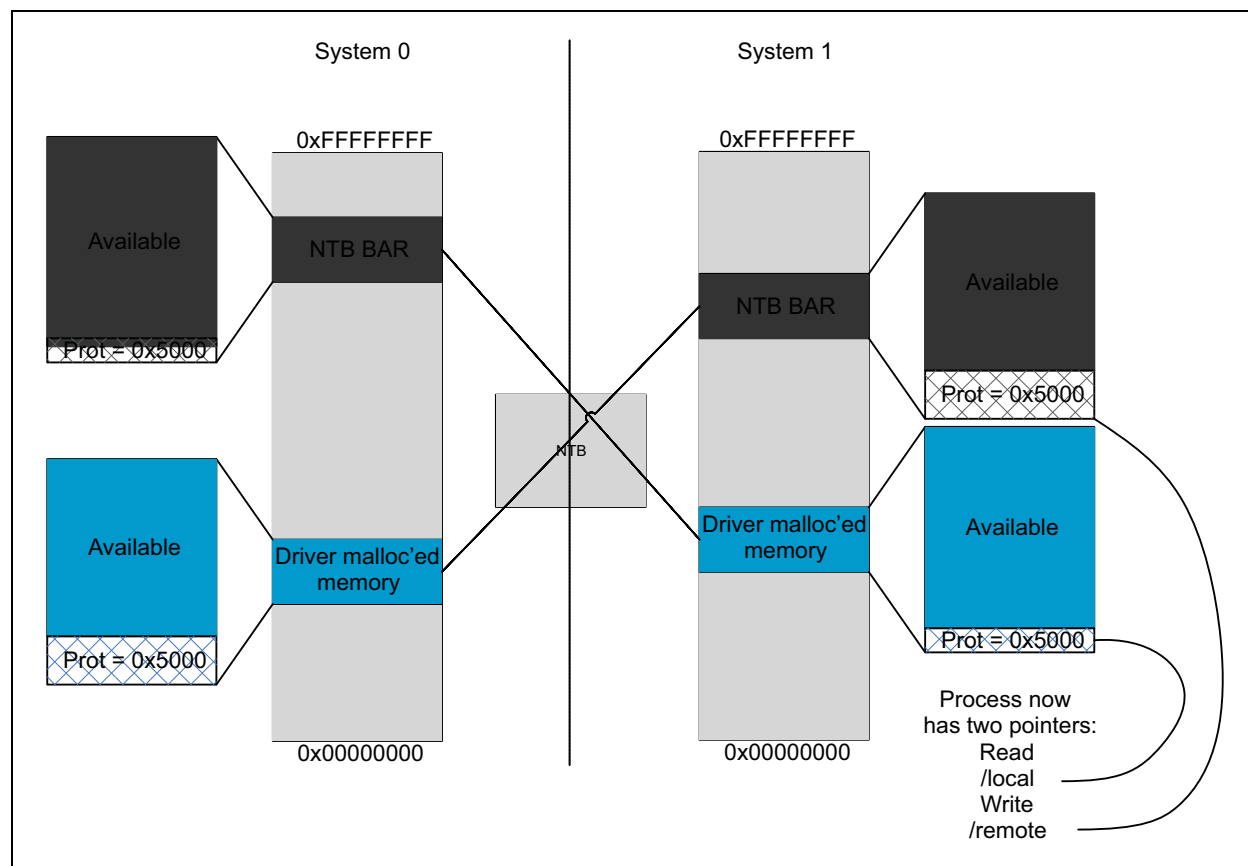 System 0
System 1
0xFFFFFFFF
0xFFFFFFFF
Available
NTB BAR
Available
NTB BAR
Prot = 0x5000
Prot = 0x5000
NTB
Available
Driver malloc'ed
memory
Driver malloc'ed
memory
Available
Prot = 0x5000
Prot = 0x5000
0x00000000
0x00000000
Process now
has two pointers:
Read
/local
Write
/remote